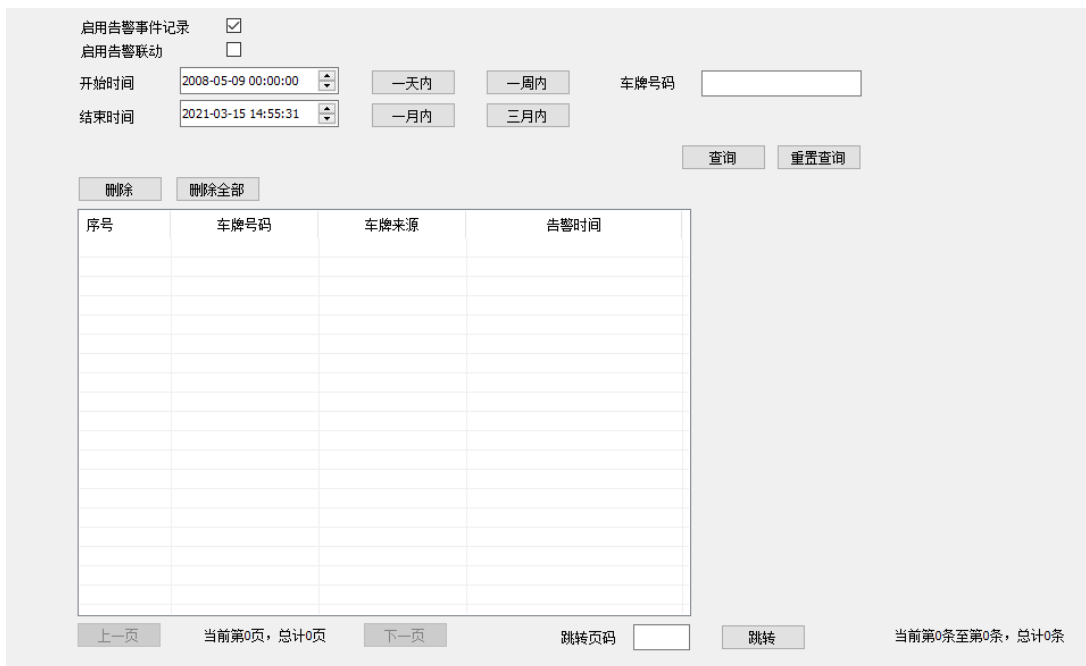 启用告警事件记录
启用告警联动
开始时间 2008-05-09 00:00:00 一天内 一周内 车牌号码
结束时间 2021-03-15 14:55:31 一月内 三月内
查询 重置查询
删除 删除全部
序号 车牌号码 车牌来源 告警时间
上一页 当前第0页，总计0页 下一页 跳转页码 跳转 当前第0条至第0条，总计0条